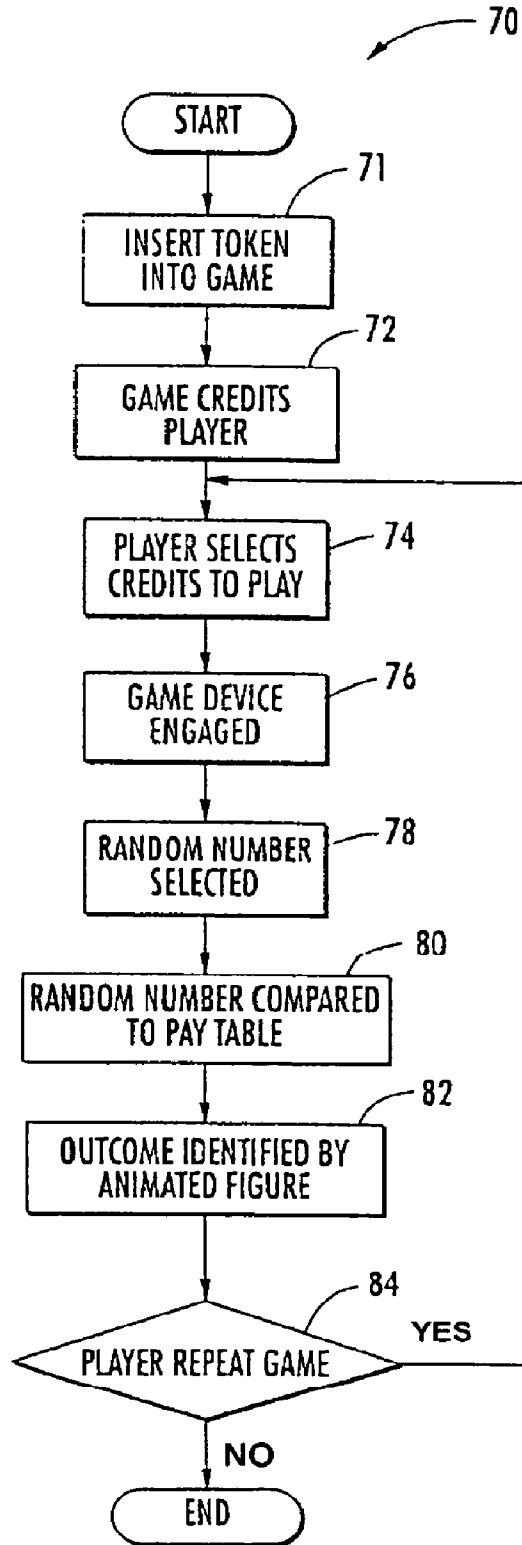 70
START
71
INSERT TOKEN
INTO GAME
72
GAME CREDITS
PLAYER
74
PLAYER SELECTS
CREDITS TO PLAY
76
GAME DEVICE
ENGAGED
78
RANDOM NUMBER
SELECTED
80
RANDOM NUMBER COMPARED
TO PAY TABLE
82
OUTCOME IDENTIFIED BY
ANIMATED FIGURE
84
PLAYER REPEAT GAME
YES
NO
END